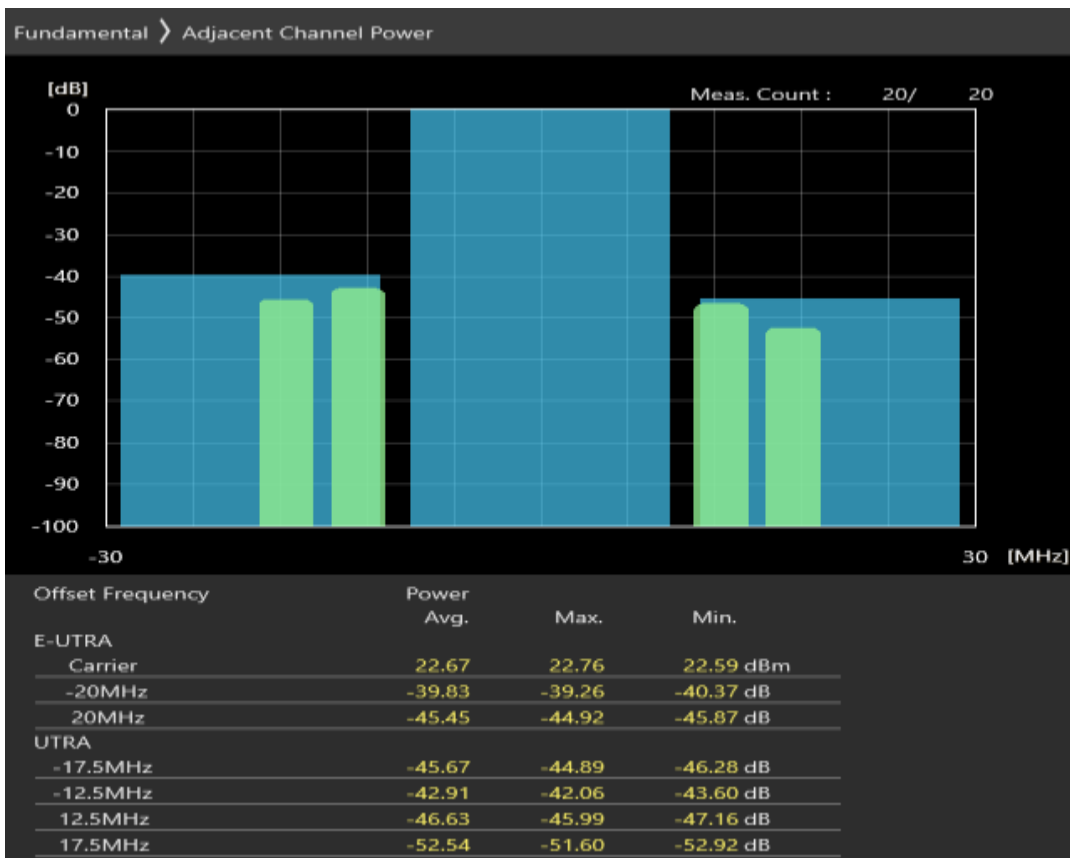 Fundamental ❯ Adjacent Channel Power
[dB]
Meas. Count : 20/ 20
0
-10
-20
-30
-40
-50
-60
-70
-80
-90
-100
-30 30 [MHz]
Offset Frequency Power
Avg. Max. Min.
E-UTRA
Carrier 22.67 22.76 22.59 dBm
-20MHz -39.83 -39.26 -40.37 dB
20MHz -45.45 -44.92 -45.87 dB
UTRA
-17.5MHz -45.67 -44.89 -46.28 dB
-12.5MHz -42.91 -42.06 -43.60 dB
12.5MHz -46.63 -45.99 -47.16 dB
17.5MHz -52.54 -51.60 -52.92 dB